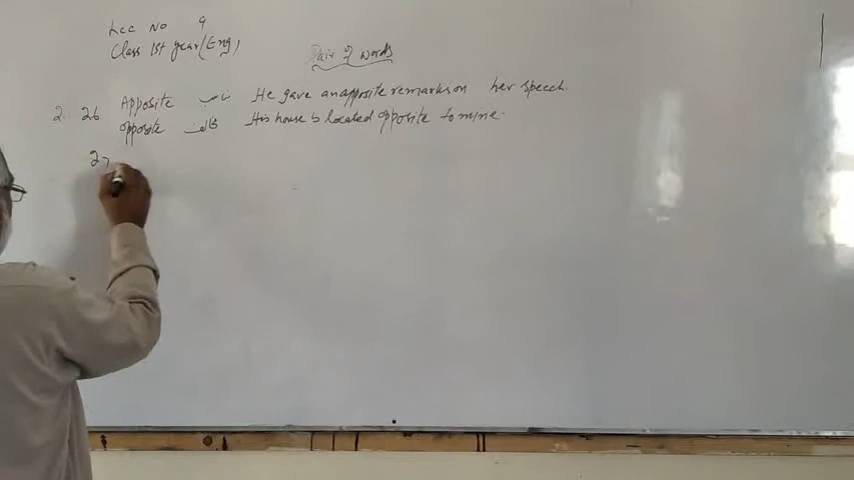 Lec No 9
Class 1st year (Eng)
Pair of words
2. 26 Apposite مناسب He gave an apposite remarks on her speech.
opposite مخالف His house is located opposite to mine.
27